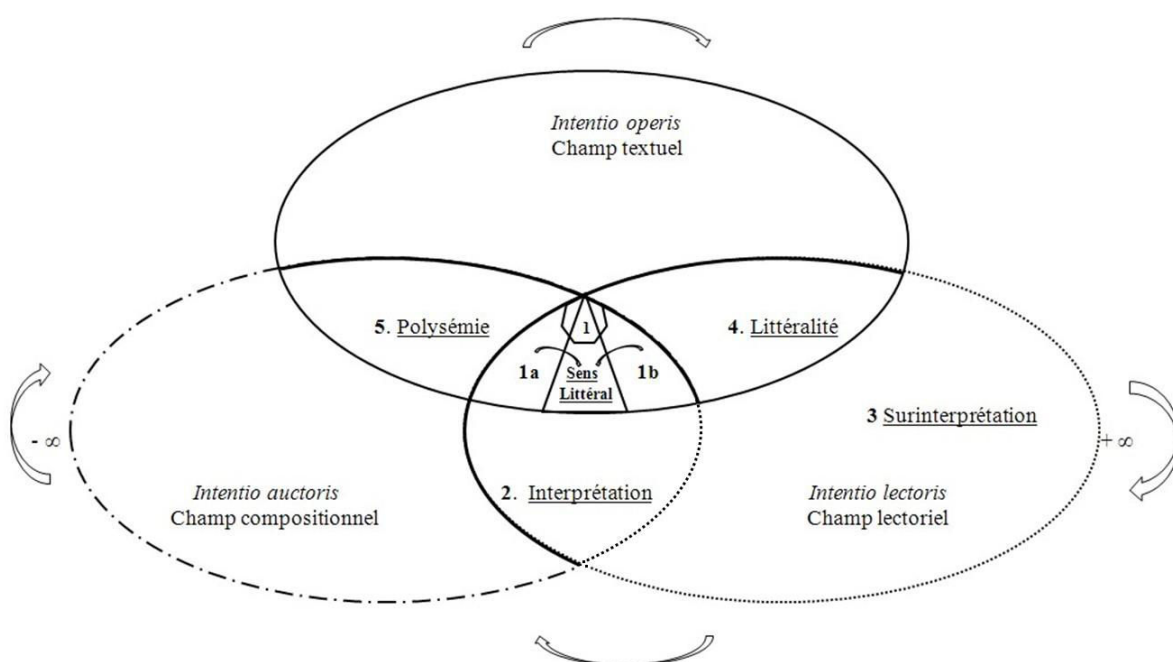 Intentio operis
Champ textuel
5. Polysémie
4. Littéralité
1
1a
Sens
Littéral
1b
3 Surinterprétation
- ∞
+ ∞
2. Interprétation
Intentio auctoris
Champ compositionnel
Intentio lectoris
Champ lectoriel